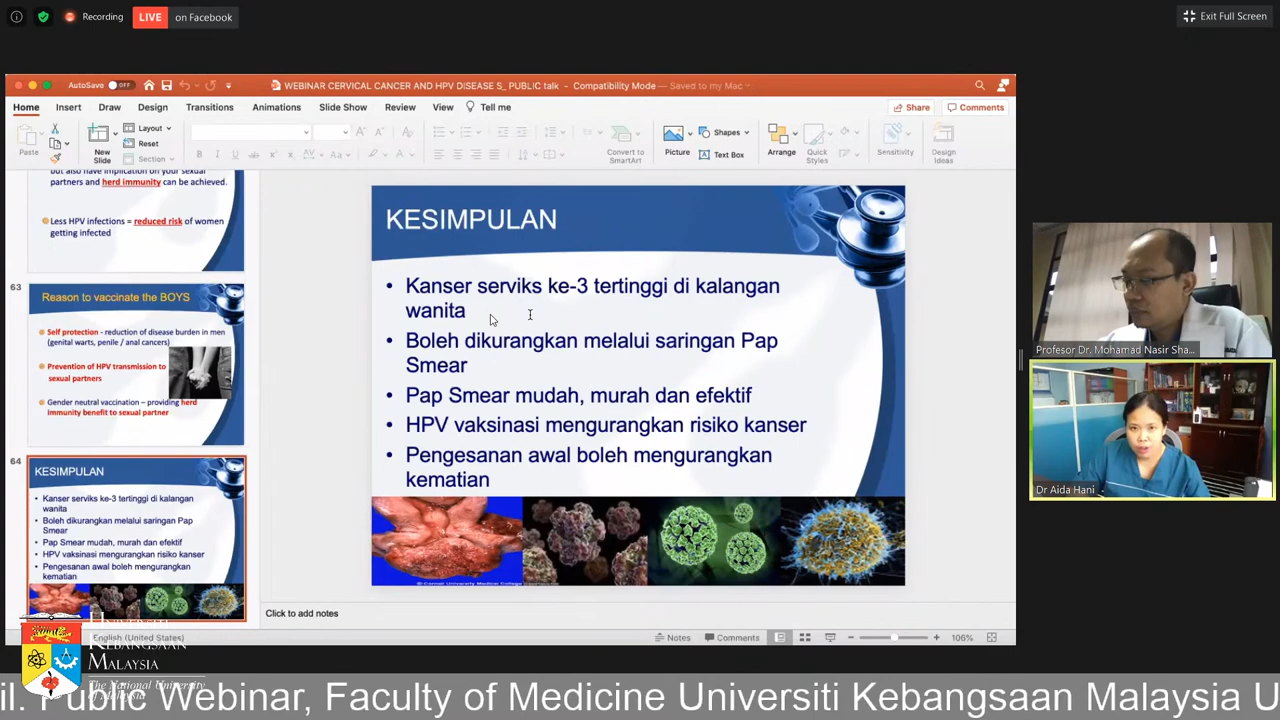 Recording
LIVE
on Facebook
Exit Full Screen
AutoSave
OFF
WEBINAR CERVICAL CANCER AND HPV DISEASE S_ PUBLIC talk - Compatibility Mode — Saved to my Mac
Home
Insert
Draw
Design
Transitions
Animations
Slide Show
Review
View
Tell me
Share
Comments
Paste
New
Slide
Layout
Reset
Section
Convert to
SmartArt
Picture
Shapes
Text Box
Arrange
Quick
Styles
Sensitivity
Design
Ideas
but also have implication on your sexual
partners and herd immunity can be achieved.
Less HPV infections = reduced risk of women
getting infected
63
Reason to vaccinate the BOYS
Self protection - reduction of disease burden in men
(genital warts, penile / anal cancers)
Prevention of HPV transmission to
sexual partners
Gender neutral vaccination – providing herd
immunity benefit to sexual partner
64
KESIMPULAN
• Kanser serviks ke-3 tertinggi di kalangan
wanita
• Boleh dikurangkan melalui saringan Pap
Smear
• Pap Smear mudah, murah dan efektif
• HPV vaksinasi mengurangkan risiko kanser
• Pengesanan awal boleh mengurangkan
kematian
KESIMPULAN
• Kanser serviks ke-3 tertinggi di kalangan
wanita
• Boleh dikurangkan melalui saringan Pap
Smear
• Pap Smear mudah, murah dan efektif
• HPV vaksinasi mengurangkan risiko kanser
• Pengesanan awal boleh mengurangkan
kematian
© Cornell University Medical College
Click to add notes
Profesor Dr. Mohamad Nasir Sha...
Dr Aida Hani
English (United States)
Notes
Comments
106%
KEBANGSAAN
MALAYSIA
The National University
of Malaysia
il. Public Webinar, Faculty of Medicine Universiti Kebangsaan Malaysia U